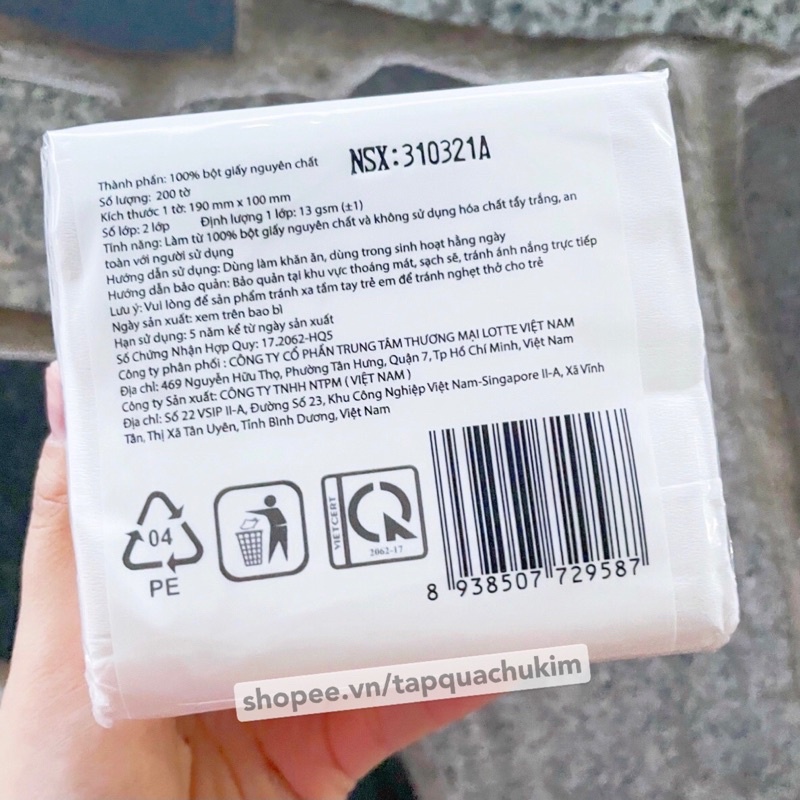 NSX:310321A
Thành phần: 100% bột giấy nguyên chất
Số lượng: 200 tờ
Kích thước 1 tờ: 190 mm x 100 mm
Số lớp: 2 lớp Định lượng 1 lớp: 13 gsm (±1)
Tính năng: Làm từ 100% bột giấy nguyên chất và không sử dụng hóa chất tẩy trắng, an
toàn với người sử dụng
Hướng dẫn sử dụng: Dùng làm khăn ăn, dùng trong sinh hoạt hằng ngày
Hướng dẫn bảo quản: Bảo quản tại khu vực thoáng mát, sạch sẽ, tránh ánh nắng trực tiếp
Lưu ý: Vui lòng để sản phẩm tránh xa tầm tay trẻ em để tránh nghẹt thở cho trẻ
Ngày sản xuất: xem trên bao bì
Hạn sử dụng: 5 năm kể từ ngày sản xuất
Số Chứng Nhận Hợp Quy: 17.2062-HQS
Công ty phân phối : CÔNG TY CỔ PHẦN TRUNG TÂM THƯƠNG MẠI LOTTE VIỆT NAM
Địa chỉ: 469 Nguyễn Hữu Thọ, Phường Tân Hưng, Quận 7, Tp Hồ Chí Minh, Việt Nam
Công ty Sản xuất: CÔNG TY TNHH NTPM ( VIỆT NAM )
Địa chỉ: Số 22 VSIP II-A, Đường Số 23, Khu Công Nghiệp Việt Nam-Singapore II-A, Xã Vĩnh
Tân, Thị Xã Tân Uyên, Tỉnh Bình Dương, Việt Nam
04
PE
VIETCERT
2062-17
8 938507 729587
shopee.vn/tapquachukim